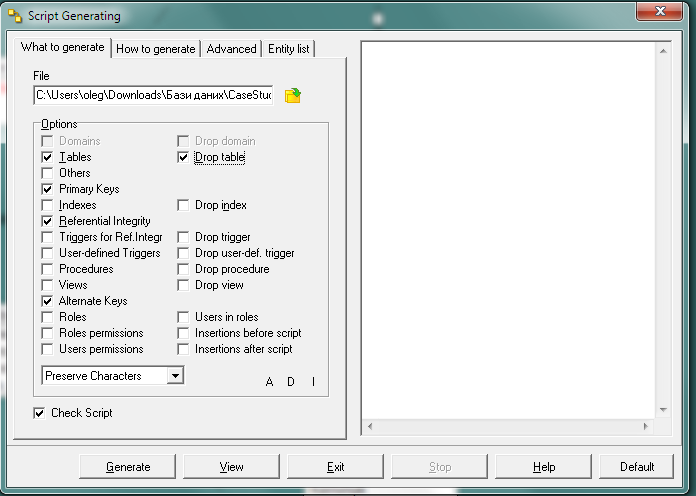 Script Generating
What to generate How to generate Advanced Entity list
File
C:\Users\oleg\Downloads\Бази даних\CaseStud
Options
Domains Drop domain
Tables Drop table
Others
Primary Keys
Indexes Drop index
Referential Integrity
Triggers for Ref.Integr Drop trigger
User-defined Triggers Drop user-def. trigger
Procedures Drop procedure
Views Drop view
Alternate Keys
Roles Users in roles
Roles permissions Insertions before script
Users permissions Insertions after script
Preserve Characters A D I
Check Script
Generate View Exit Stop Help Default